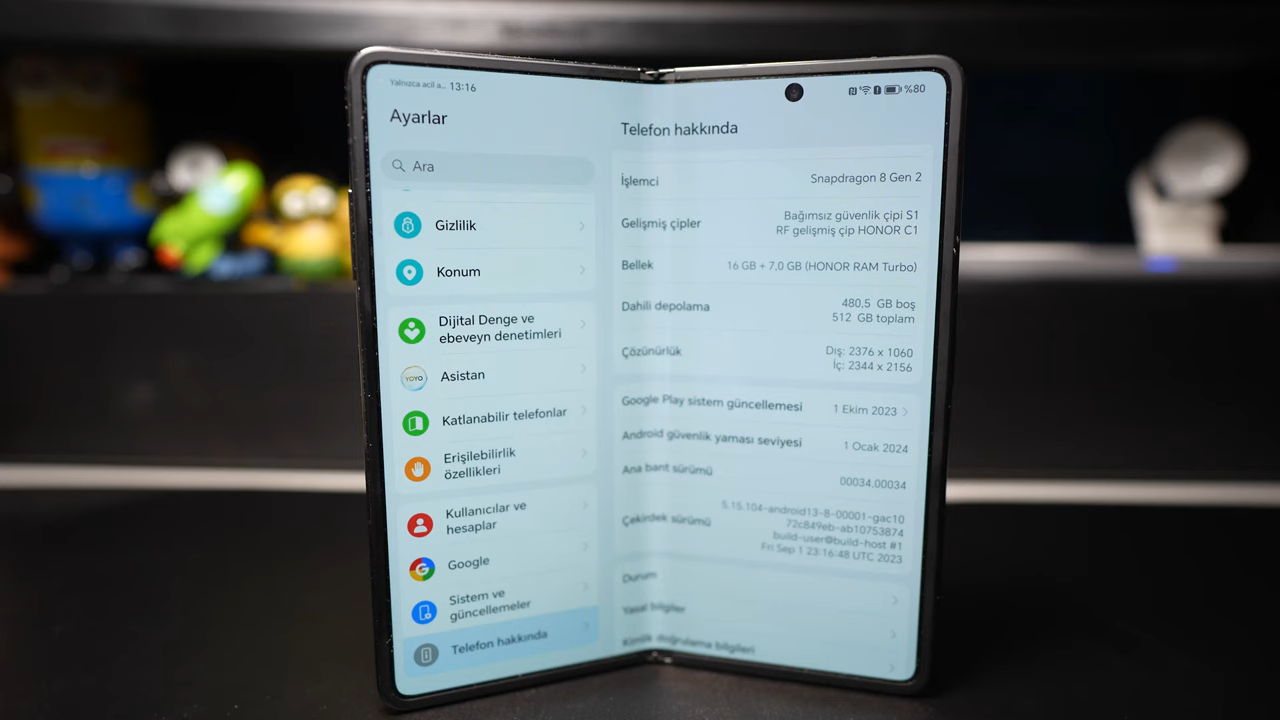 Yalnızca acil a... 13:16
%80
Ayarlar
Ara
Gizlilik
Konum
Dijital Denge ve
ebeveyn denetimleri
YOYO
Asistan
Katlanabilir telefonlar
Erişilebilirlik
özellikleri
Kullanıcılar ve
hesaplar
Google
Sistem ve
güncellemeler
Telefon hakkında
Telefon hakkında
İşlemci Snapdragon 8 Gen 2
Gelişmiş çipler Bağımsız güvenlik çipi S1
RF gelişmiş çip HONOR C1
Bellek 16 GB + 7,0 GB (HONOR RAM Turbo)
Dahili depolama 480,5 GB boş
512 GB toplam
Çözünürlük Dış: 2376 x 1060
İç: 2344 x 2156
Google Play sistem güncellemesi 1 Ekim 2023
Android güvenlik yaması seviyesi 1 Ocak 2024
Ana bant sürümü 00034,00034
Çekirdek sürümü 5.15.104-android13-8-00001-gac10
72c849eb-ab10753874
build-user@build-host #1
Fri Sep 1 23:16:48 UTC 2023
Durum
Yasal bilgiler
Kimlik doğrulama bilgileri